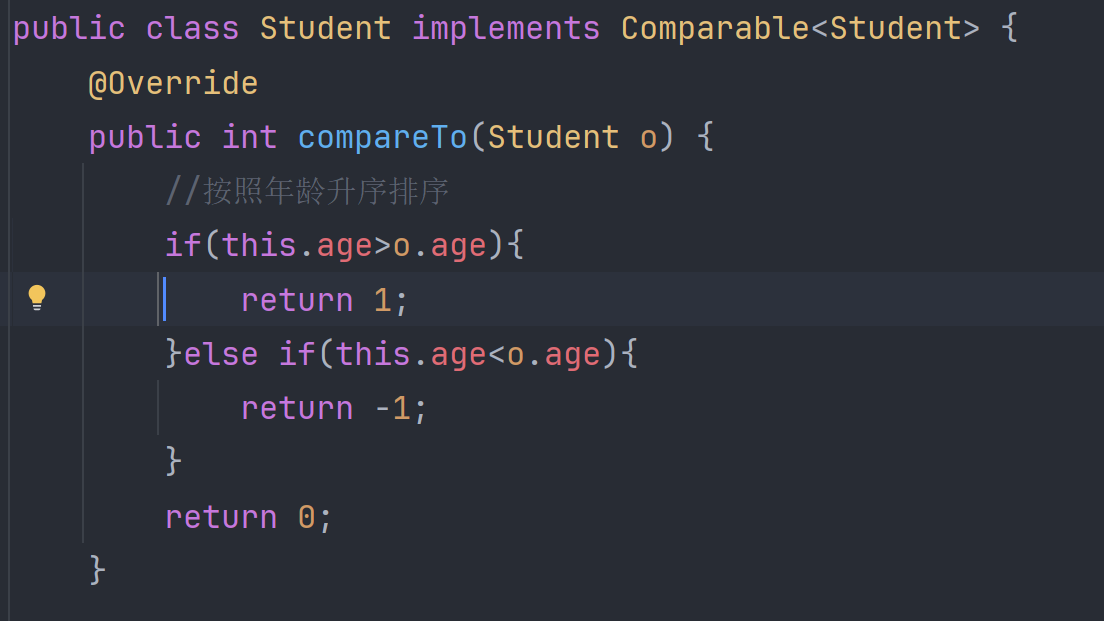 public class Student implements Comparable<Student> {
@Override
public int compareTo(Student o) {
//按照年龄升序排序
if(this.age>o.age){
return 1;
}else if(this.age<o.age){
return -1;
}
return 0;
}